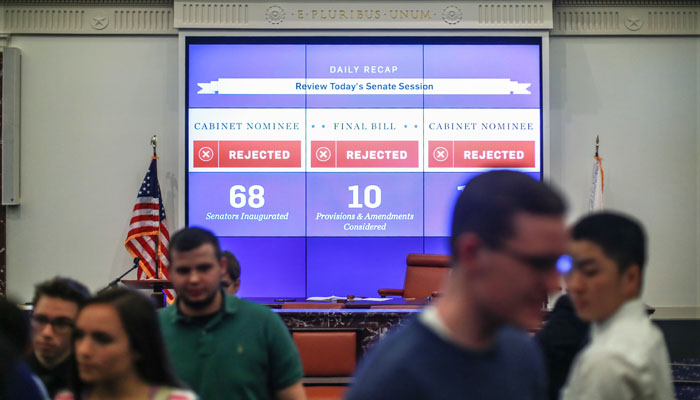 E PLURIBUS UNUM
DAILY RECAP
Review Today's Senate Session
CABINET NOMINEE
REJECTED
68
Senators Inaugurated
FINAL BILL
REJECTED
10
Provisions & Amendments
Considered
CABINET NOMINEE
REJECTED